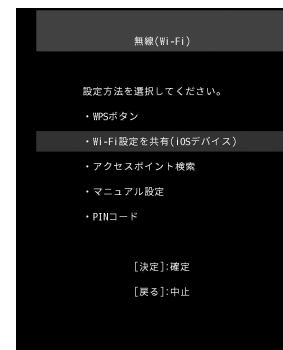 無線(Wi-Fi)
設定方法を選択してください。
・WPSボタン
・Wi-Fi設定を共有(iOSデバイス)
・アクセスポイント検索
・マニュアル設定
・PINコード
[決定]:確定
[戻る]:中止